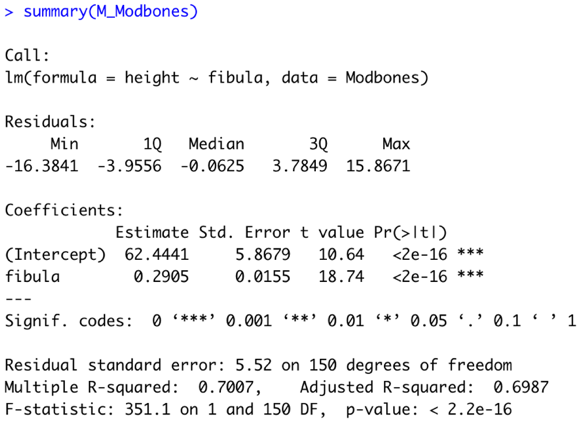 > summary(M_Modbones)
Call:
lm(formula = height ~ fibula, data = Modbones)
Residuals:
     Min       1Q   Median       3Q      Max
-16.3841  -3.9556  -0.0625   3.7849  15.8671
Coefficients:
            Estimate Std. Error t value Pr(>|t|)
(Intercept)  62.4441     5.8679   10.64   <2e-16 ***
fibula        0.2905     0.0155   18.74   <2e-16 ***
---
Signif. codes:  0 ‘***’ 0.001 ‘**’ 0.01 ‘*’ 0.05 ‘.’ 0.1 ‘ ’ 1
Residual standard error: 5.52 on 150 degrees of freedom
Multiple R-squared:  0.7007,    Adjusted R-squared:  0.6987
F-statistic: 351.1 on 1 and 150 DF,  p-value: < 2.2e-16